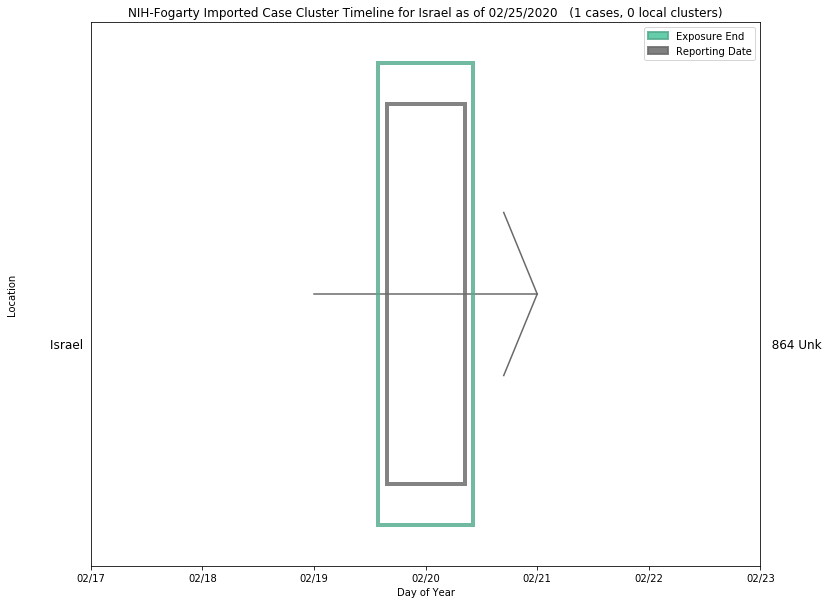 NIH-Fogarty Imported Case Cluster Timeline for Israel as of 02/25/2020   (1 cases, 0 local clusters)
Exposure End
Reporting Date
Location
Israel
864 Unk
02/17 02/18 02/19 02/20 02/21 02/22 02/23
Day of Year